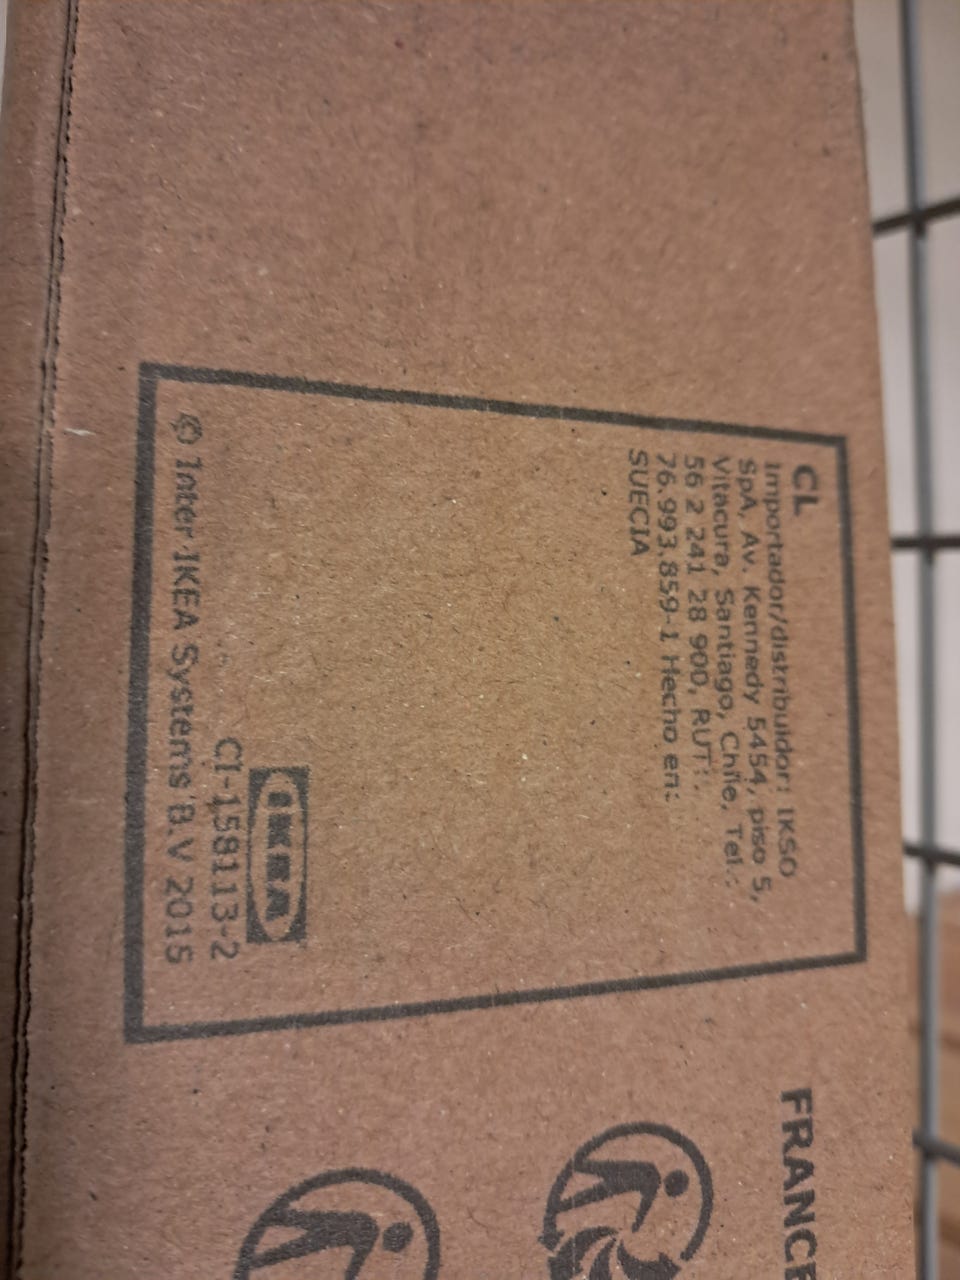 CL
Importador/distribuidor: IKSO
SpA, Av. Kennedy 5454, piso 5,
Vitacura, Santiago, Chile, Tel.:
56 2 241 28 900, RUT:
76.993.859-1 Hecho en:
SUECIA
IKEA
CI-158113-2
© Inter IKEA Systems B.V 2015
FRANCE